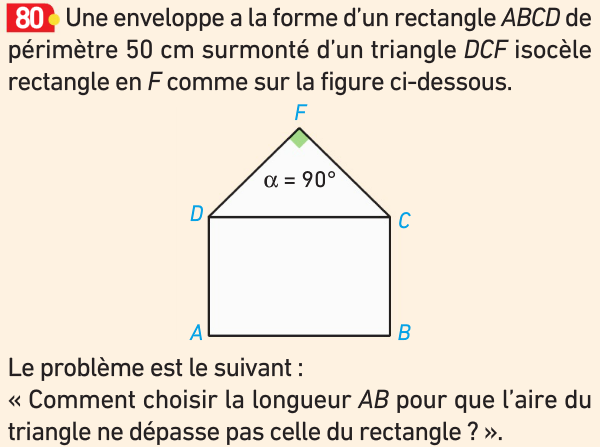 80 Une enveloppe a la forme d'un rectangle ABCD de
périmètre 50 cm surmonté d'un triangle DCF isocèle
rectangle en F comme sur la figure ci-dessous.
F
α = 90°
D
C
A
B
Le problème est le suivant :
« Comment choisir la longueur AB pour que l'aire du
triangle ne dépasse pas celle du rectangle ? ».